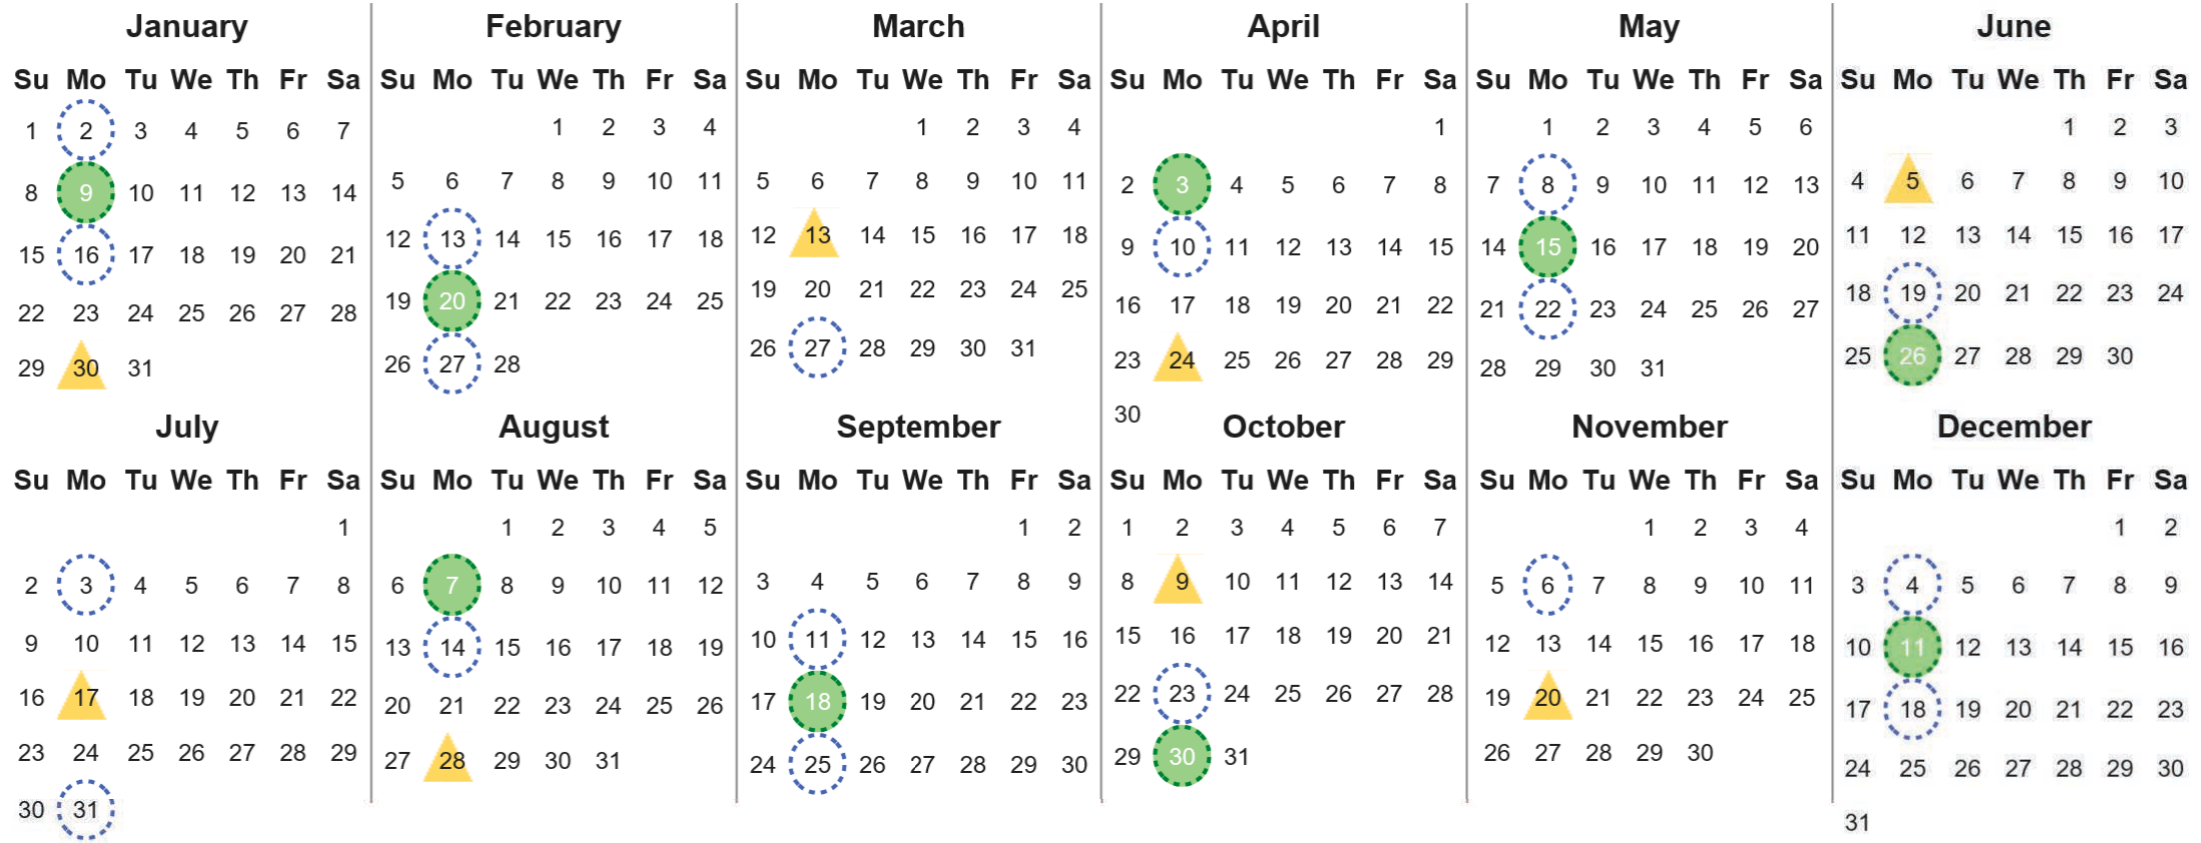 January
Su Mo Tu We Th Fr Sa
1 2 3 4 5 6 7
8 9 10 11 12 13 14
15 16 17 18 19 20 21
22 23 24 25 26 27 28
29 30 31
February
Su Mo Tu We Th Fr Sa
1 2 3 4
5 6 7 8 9 10 11
12 13 14 15 16 17 18
19 20 21 22 23 24 25
26 27 28
March
Su Mo Tu We Th Fr Sa
1 2 3 4
5 6 7 8 9 10 11
12 13 14 15 16 17 18
19 20 21 22 23 24 25
26 27 28 29 30 31
April
Su Mo Tu We Th Fr Sa
1
2 3 4 5 6 7 8
9 10 11 12 13 14 15
16 17 18 19 20 21 22
23 24 25 26 27 28 29
30
May
Su Mo Tu We Th Fr Sa
1 2 3 4 5 6
7 8 9 10 11 12 13
14 15 16 17 18 19 20
21 22 23 24 25 26 27
28 29 30 31
June
Su Mo Tu We Th Fr Sa
1 2 3
4 5 6 7 8 9 10
11 12 13 14 15 16 17
18 19 20 21 22 23 24
25 26 27 28 29 30
July
Su Mo Tu We Th Fr Sa
1
2 3 4 5 6 7 8
9 10 11 12 13 14 15
16 17 18 19 20 21 22
23 24 25 26 27 28 29
30 31
August
Su Mo Tu We Th Fr Sa
1 2 3 4 5
6 7 8 9 10 11 12
13 14 15 16 17 18 19
20 21 22 23 24 25 26
27 28 29 30 31
September
Su Mo Tu We Th Fr Sa
1 2
3 4 5 6 7 8 9
10 11 12 13 14 15 16
17 18 19 20 21 22 23
24 25 26 27 28 29 30
October
Su Mo Tu We Th Fr Sa
1 2 3 4 5 6 7
8 9 10 11 12 13 14
15 16 17 18 19 20 21
22 23 24 25 26 27 28
29 30 31
November
Su Mo Tu We Th Fr Sa
1 2 3 4
5 6 7 8 9 10 11
12 13 14 15 16 17 18
19 20 21 22 23 24 25
26 27 28 29 30
December
Su Mo Tu We Th Fr Sa
1 2
3 4 5 6 7 8 9
10 11 12 13 14 15 16
17 18 19 20 21 22 23
24 25 26 27 28 29 30
31